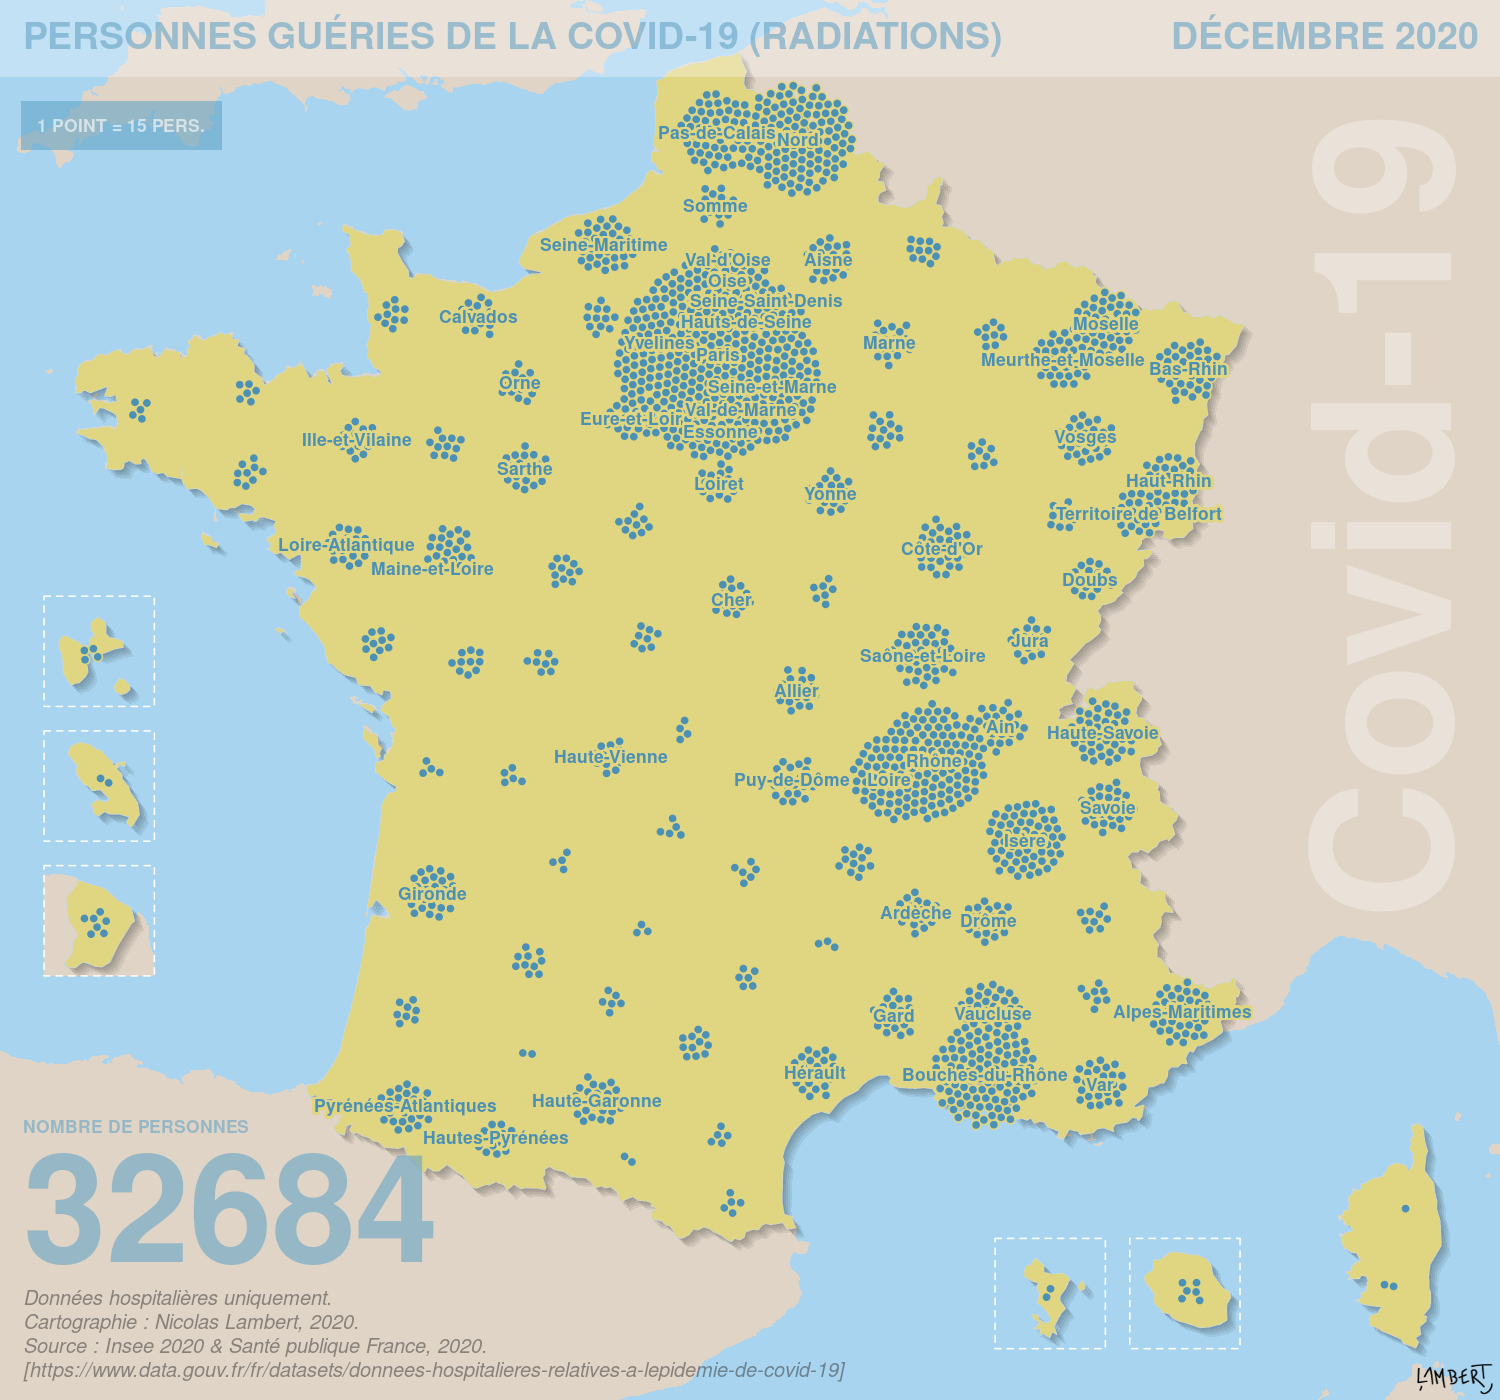 PERSONNES GUÉRIES DE LA COVID-19 (RADIATIONS)
DÉCEMBRE 2020
1 POINT = 15 PERS.
Covid-19
Pas-de-Calais
Nord
Somme
Seine-Maritime
Val-d'Oise
Aisne
Oise
Seine-Saint-Denis
Calvados
Hauts-de-Seine
Moselle
Yvelines
Marne
Paris
Meurthe-et-Moselle
Bas-Rhin
Orne
Seine-et-Marne
Val-de-Marne
Eure-et-Loir
Essonne
Ille-et-Vilaine
Vosges
Sarthe
Loiret
Haut-Rhin
Yonne
Territoire de Belfort
Loire-Atlantique
Côte-d'Or
Maine-et-Loire
Doubs
Cher
Jura
Saône-et-Loire
Allier
Ain
Haute-Savoie
Haute-Vienne
Rhône
Puy-de-Dôme
Loire
Savoie
Isère
Gironde
Ardèche
Drôme
Gard
Vaucluse
Alpes-Maritimes
Hérault
Bouches-du-Rhône
Var
Haute-Garonne
Pyrénées-Atlantiques
Hautes-Pyrénées
NOMBRE DE PERSONNES
32684
Données hospitalières uniquement.
Cartographie : Nicolas Lambert, 2020.
Source : Insee 2020 & Santé publique France, 2020.
[https://www.data.gouv.fr/fr/datasets/donnees-hospitalieres-relatives-a-lepidemie-de-covid-19]
LAMBERT